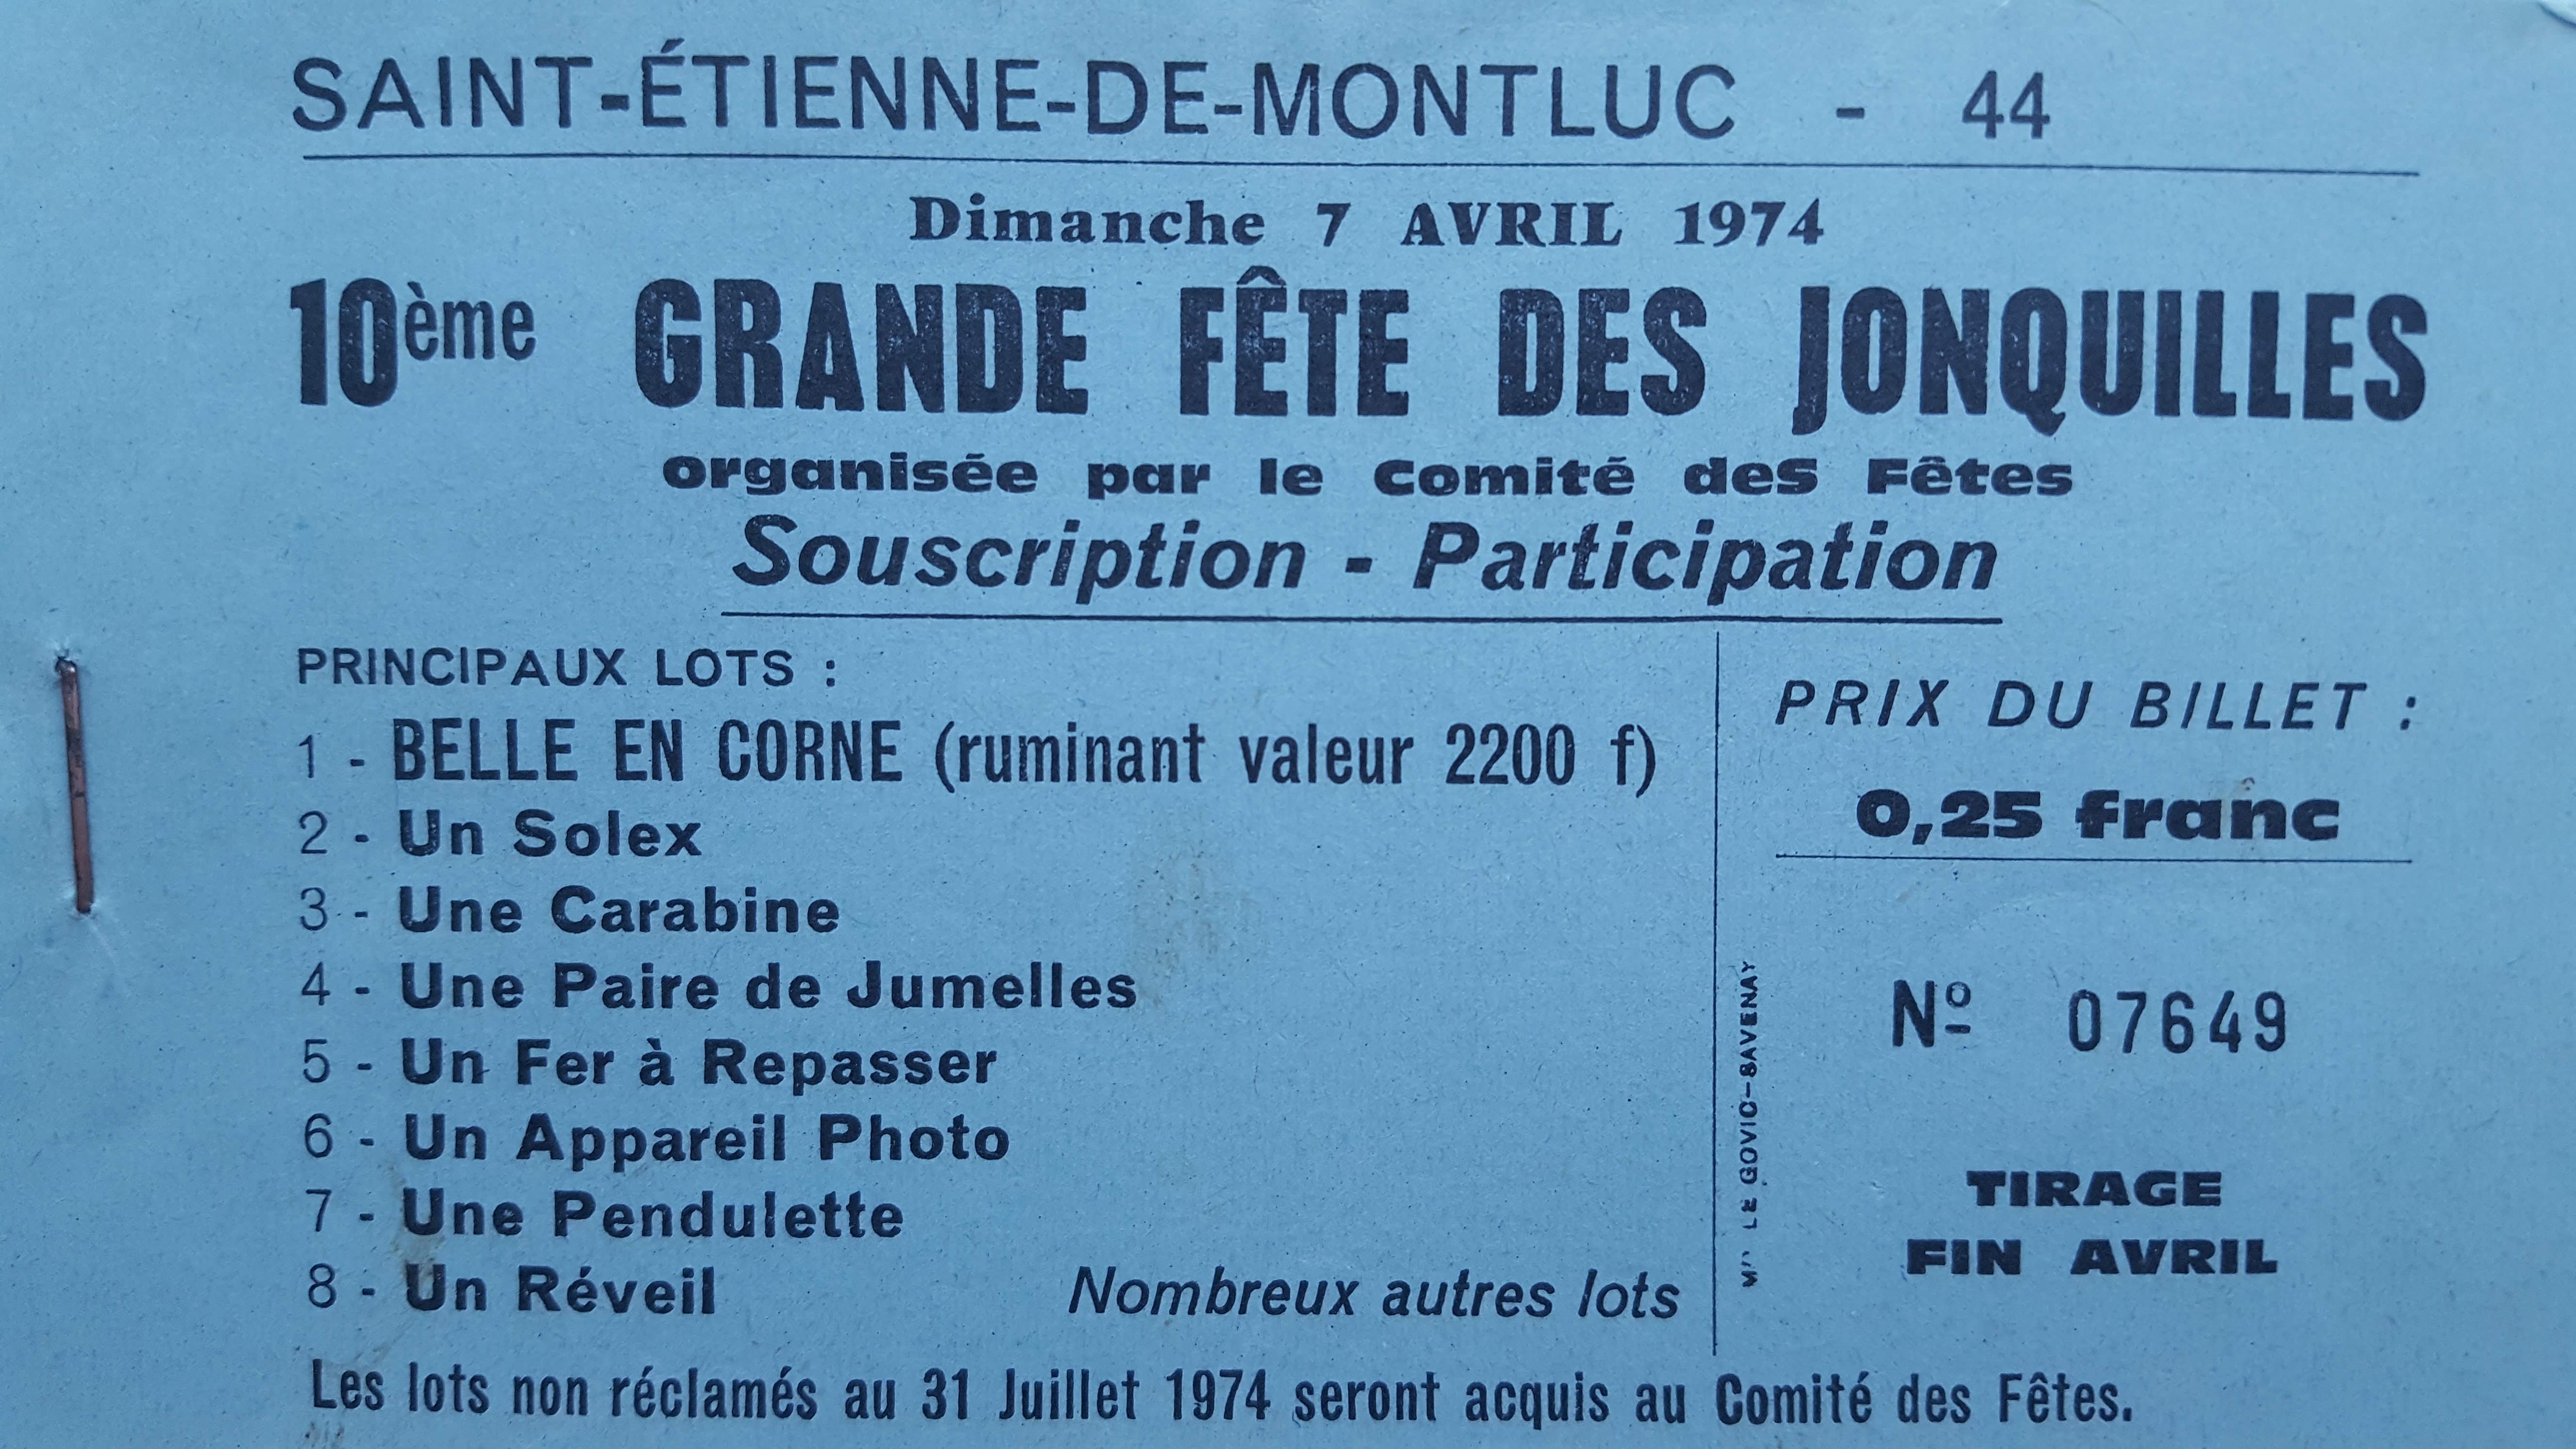 SAINT-ÉTIENNE-DE-MONTLUC - 44
Dimanche 7 AVRIL 1974
10ème GRANDE FÊTE DES JONQUILLES
organisée par le Comité des Fêtes
Souscription - Participation
PRINCIPAUX LOTS :
1 - BELLE EN CORNE (ruminant valeur 2200 f)
2 - Un Solex
3 - Une Carabine
4 - Une Paire de Jumelles
5 - Un Fer à Repasser
6 - Un Appareil Photo
7 - Une Pendulette
8 - Un Réveil
Nombreux autres lots
LE GOVIC-SAVENAY
PRIX DU BILLET :
0,25 franc
Nº 07649
TIRAGE
FIN AVRIL
Les lots non réclamés au 31 Juillet 1974 seront acquis au Comité des Fêtes.